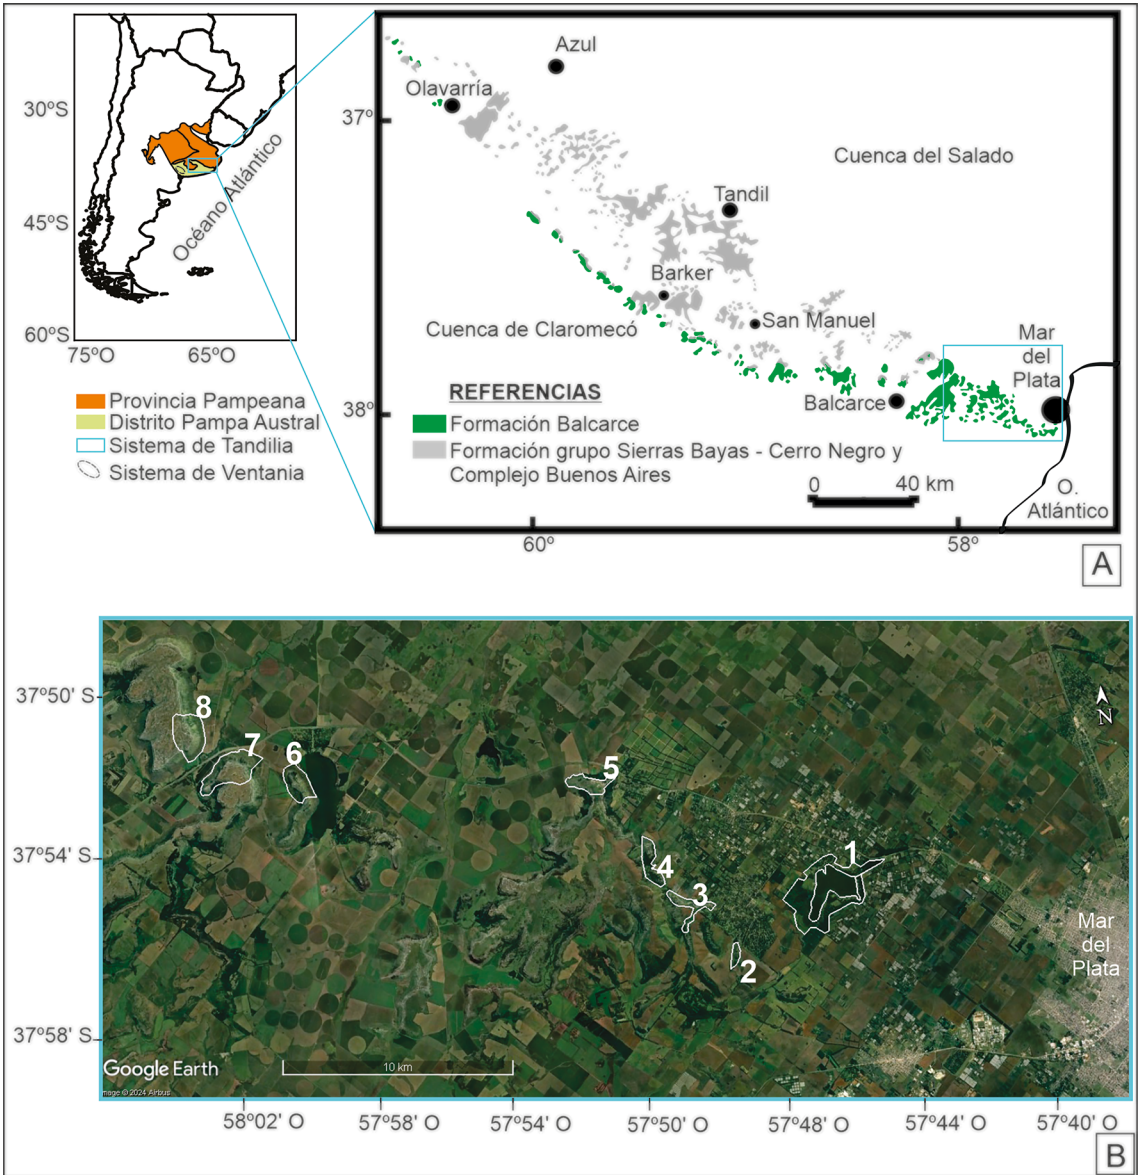 30ºS
45ºS
60ºS
75ºO
65ºO
Océano Atlántico
Provincia Pampeana
Distrito Pampa Austral
Sistema de Tandilia
Sistema de Ventania
Azul
Olavarría
37º
Cuenca del Salado
Tandil
Barker
San Manuel
Cuenca de Claromecó
Mar
del
Plata
Balcarce
38º
REFERENCIAS
Formación Balcarce
Formación grupo Sierras Bayas - Cerro Negro y
Complejo Buenos Aires
0
40 km
O.
Atlántico
60º
58º
A
37º50' S
37º54' S
37º58' S
8
7
6
5
4
3
2
1
N
Mar
del
Plata
Google Earth
Image © 2024 Airbus
10 km
58º02' O
57º58' O
57º54' O
57º50' O
57º48' O
57º44' O
57º40' O
B